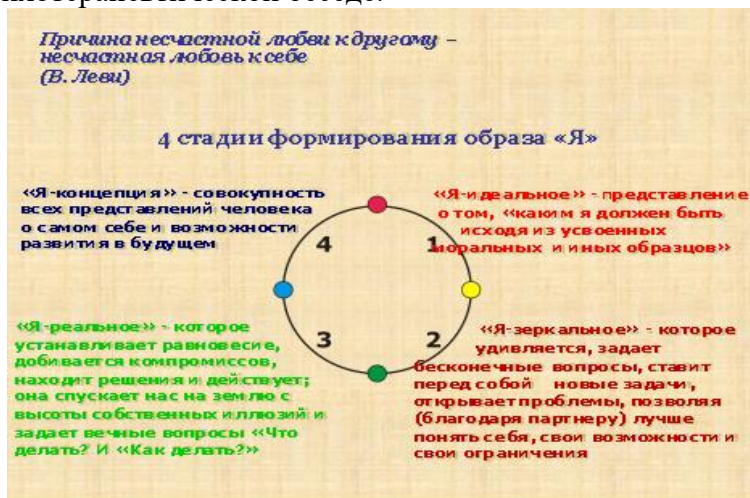 Причина несчастной любви к другому –
несчастная любовь к себе
(В. Леви)
4 стадии формирования образа «Я»
«Я-концепция» - совокупность
всех представлений человека
о самом себе и возможности
развития в будущем
«Я-идеальное» - представление
о том, «каким я должен быть
исходя из усвоенных
моральных и иных образцов»
4
1
3
2
«Я-реальное» - которое
устанавливает равновесие,
добивается компромиссов,
находит решения и действует;
она спускает нас на землю с
высоты собственных иллюзий и
задает вечные вопросы «Что
делать? И «Как делать?»
«Я-зеркальное» - которое
удивляется, задает
бесконечные вопросы, ставит
перед собой новые задачи,
открывает проблемы, позволяя
(благодаря партнеру) лучше
понять себя, свои возможности и
свои ограничения